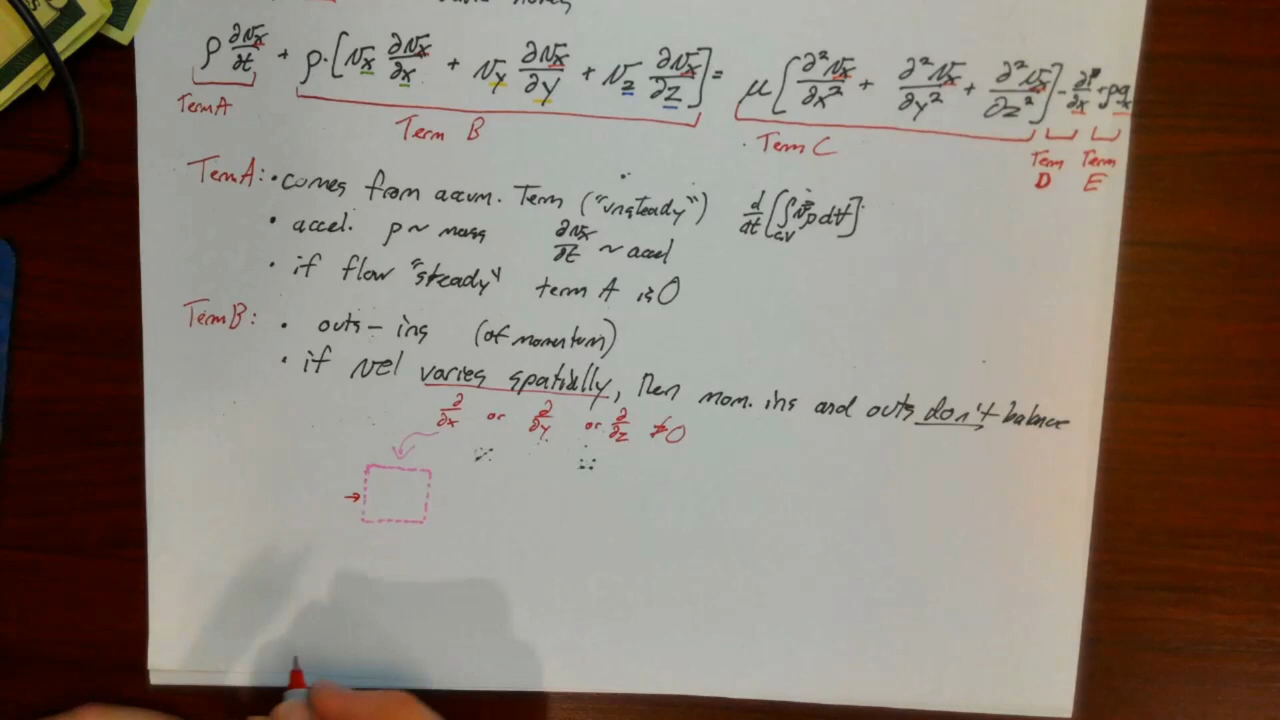 ρ ∂vx/∂t + ρ·[vx ∂vx/∂x + vy ∂vx/∂y + vz ∂vx/∂z] = μ[∂²vx/∂x² + ∂²vx/∂y² + ∂²vx/∂z²] - ∂P/∂x + ρgx
Term A Term B Term C Term D Term E
Term A: • comes from accum. Term ("unsteady") d/dt[∫c.v. v⃗ρdV]
• accel. ρ ~ mass ∂vx/∂t ~ accel
• if flow "steady" term A is 0
Term B: • outs - ins (of momentum)
• if vel varies spatially, then mom. ins and outs don't balance
∂/∂x or ∂/∂y or ∂/∂z ≠0